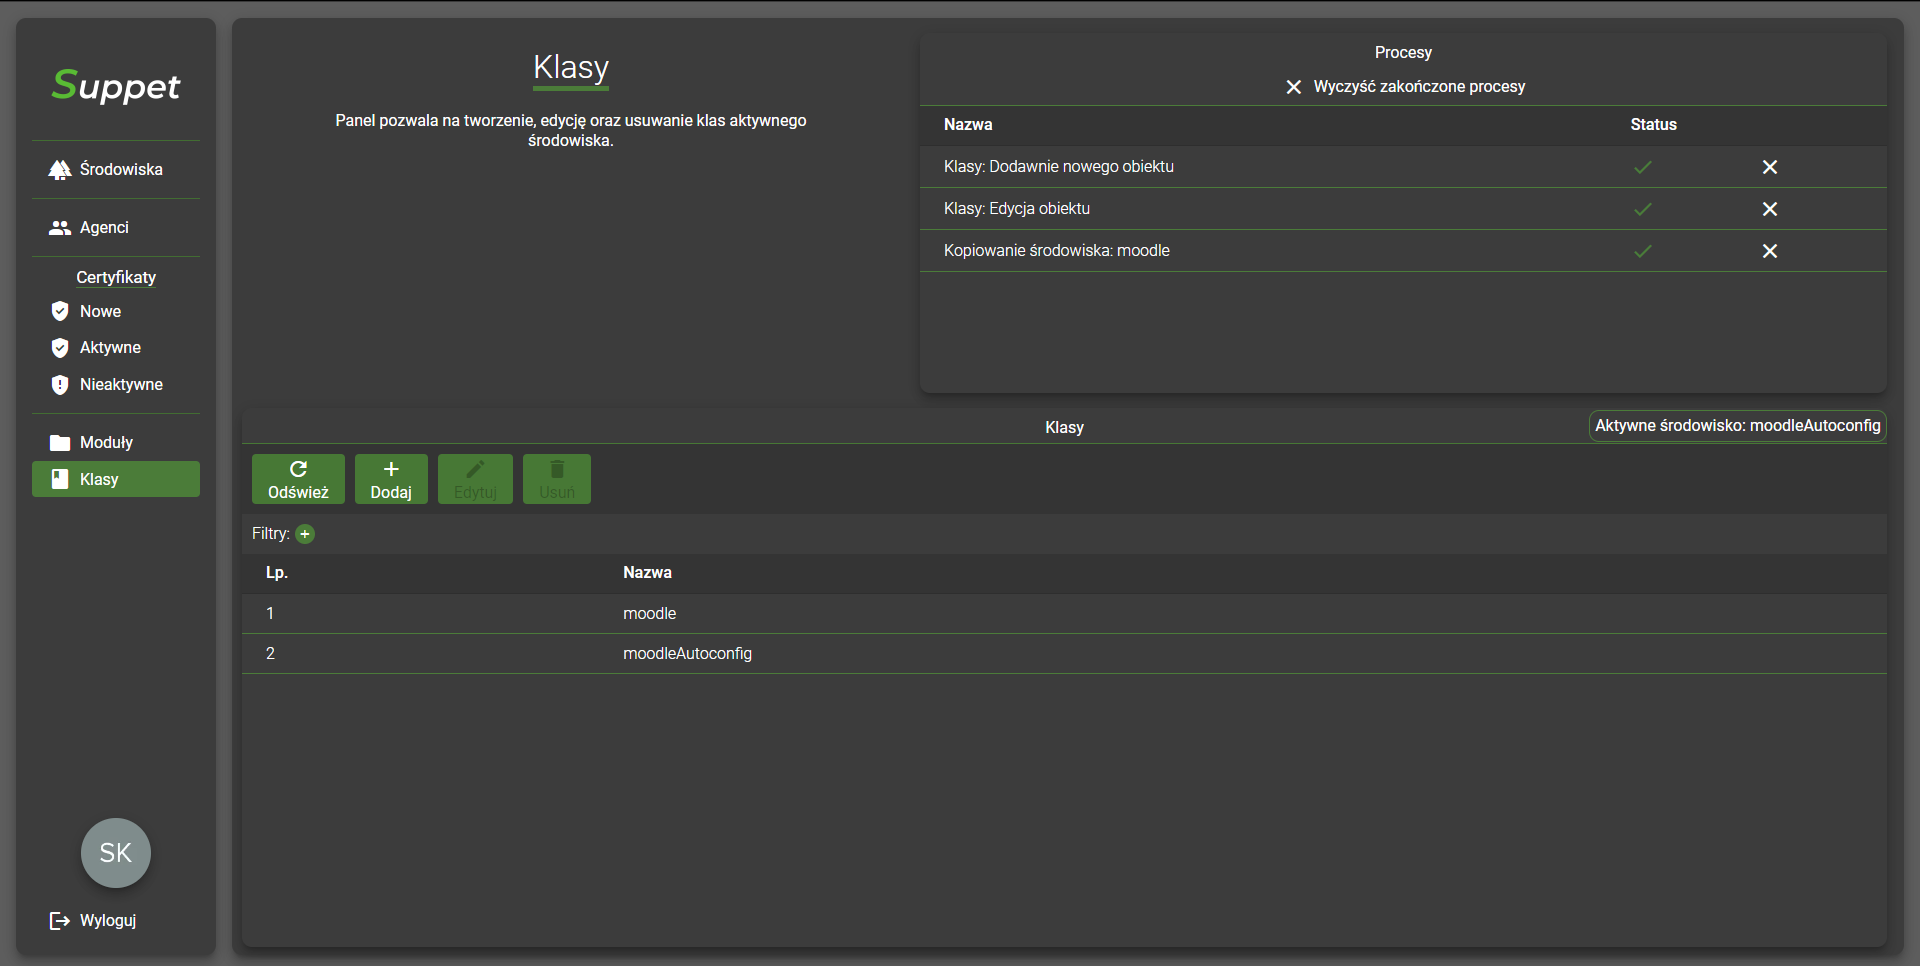 Suppet
Środowiska
Agenci
Certyfikaty
Nowe
Aktywne
Nieaktywne
Moduły
Klasy
SK
Wyloguj
Klasy
Panel pozwala na tworzenie, edycję oraz usuwanie klas aktywnego
środowiska.
Procesy
Wyczyść zakończone procesy
Nazwa Status
Klasy: Dodawnie nowego obiektu
Klasy: Edycja obiektu
Kopiowanie środowiska: moodle
Klasy
Aktywne środowisko: moodleAutoconfig
Odśwież Dodaj Edytuj Usuń
Filtry:
Lp. Nazwa
1 moodle
2 moodleAutoconfig